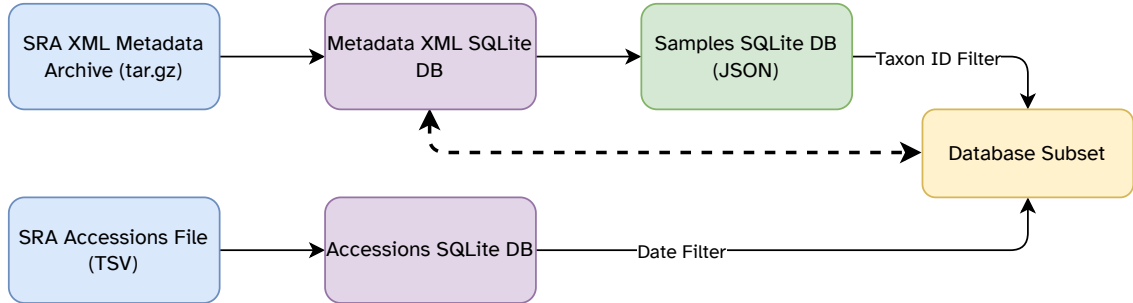 SRA XML Metadata
Archive (tar.gz)
Metadata XML SQLite
DB
Samples SQLite DB
(JSON)
Taxon ID Filter
Database Subset
SRA Accessions File
(TSV)
Accessions SQLite DB
Date Filter